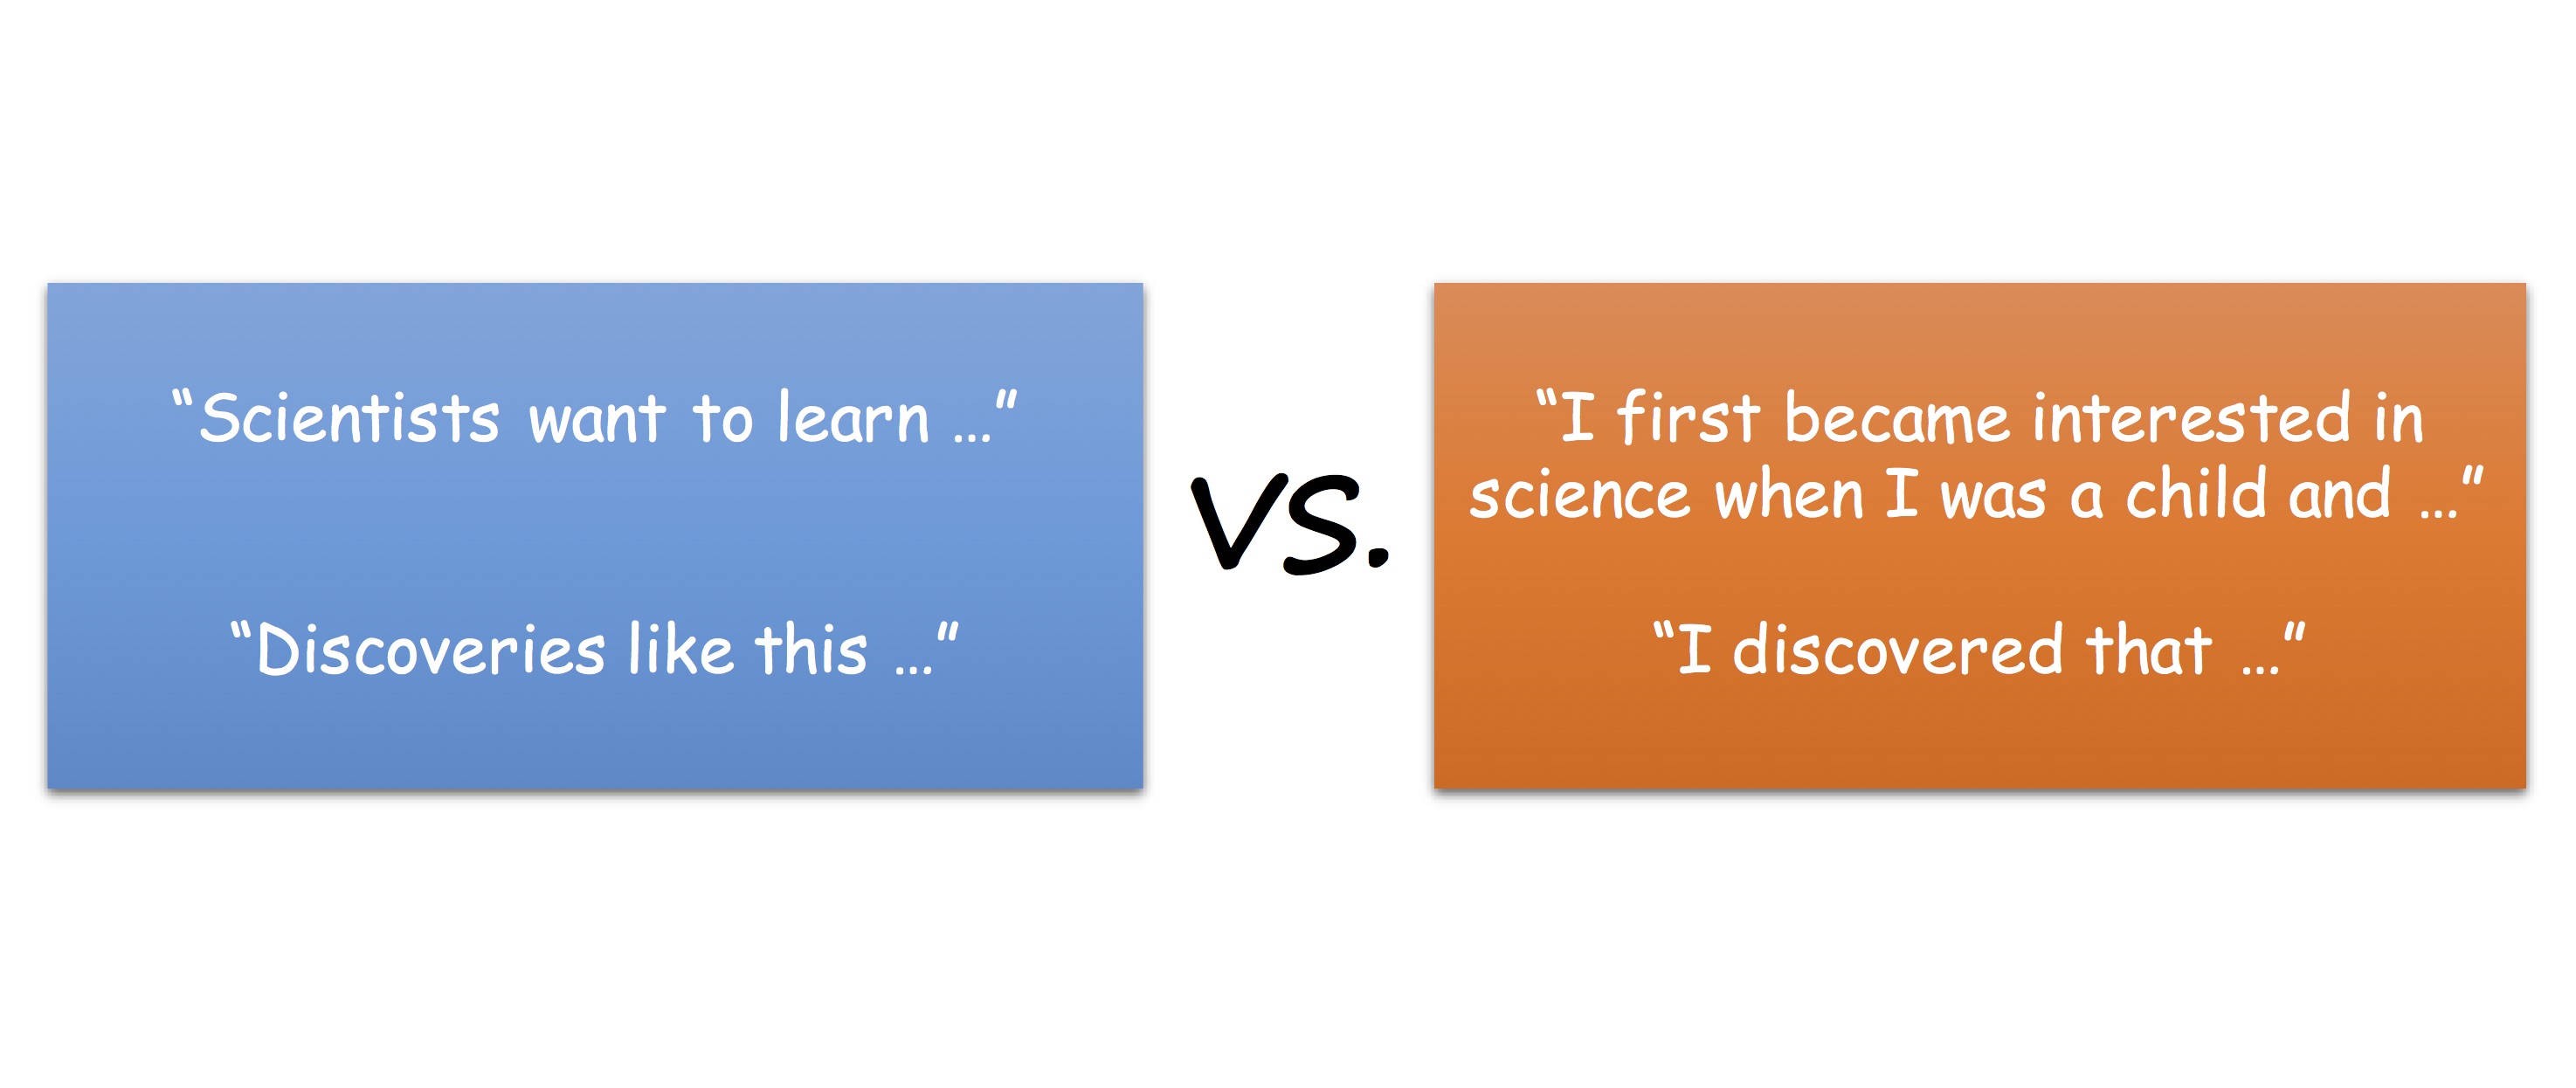 “Scientists want to learn …”
“Discoveries like this …”
vs.
“I first became interested in
science when I was a child and …”
“I discovered that …”